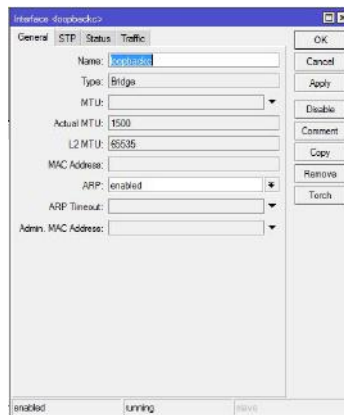 Interface <loopbackc>
General STP Status Traffic
OK
Name: loopbackc
Cancel
Type: Bridge
Apply
MTU:
Disable
Actual MTU: 1500
Comment
L2 MTU: 65535
Copy
MAC Address:
Remove
ARP: enabled
Torch
ARP Timeout:
Admin. MAC Address:
enabled running slave